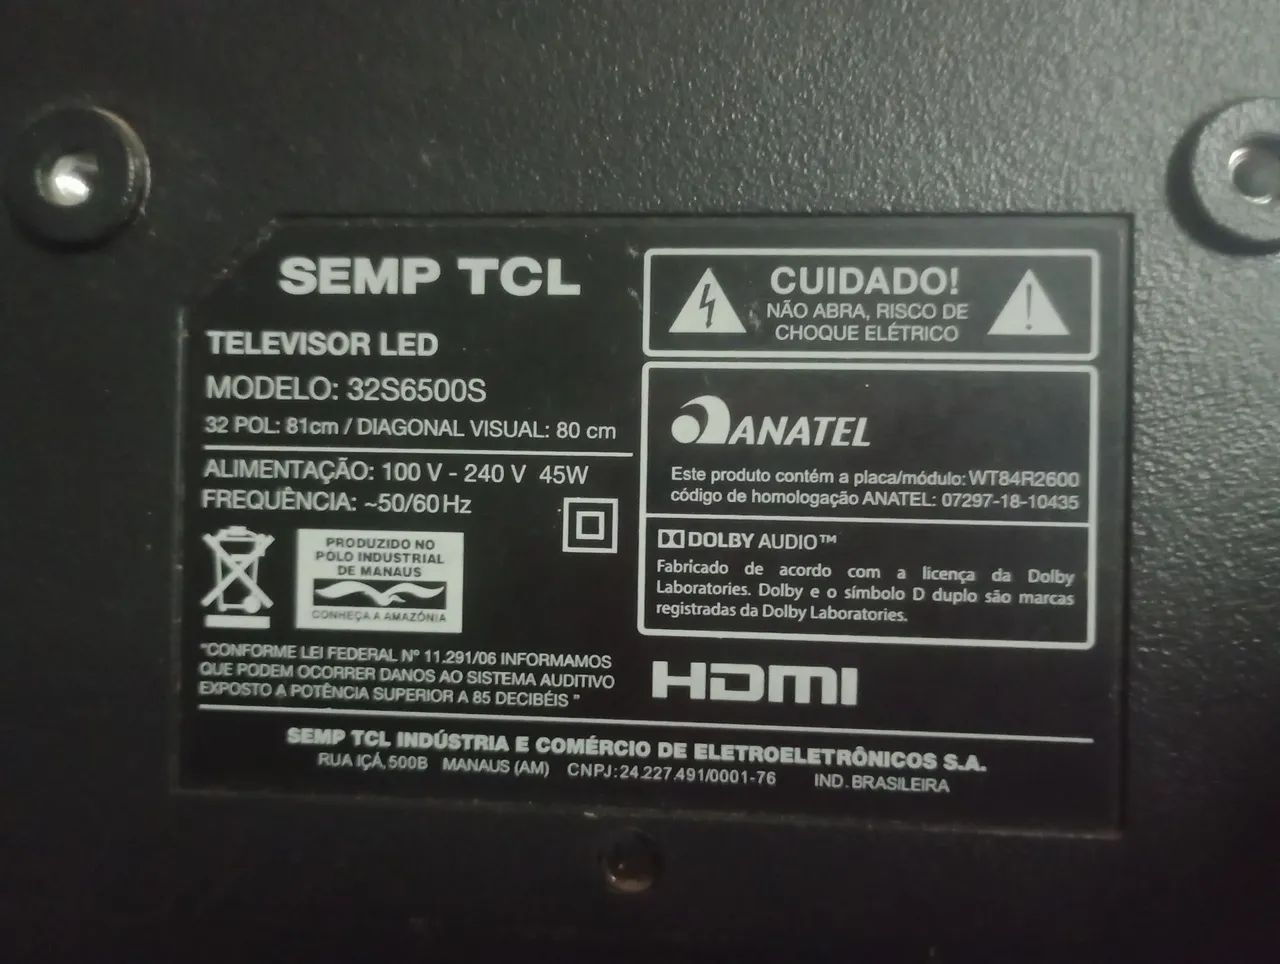 SEMP TCL
TELEVISOR LED
MODELO: 32S6500S
32 POL: 81cm / DIAGONAL VISUAL: 80 cm
ALIMENTAÇÃO: 100 V - 240 V 45W
FREQUÊNCIA: ~50/60 Hz
PRODUZIDO NO
PÓLO INDUSTRIAL
DE MANAUS
CONHEÇA A AMAZÔNIA
"CONFORME LEI FEDERAL Nº 11.291/06 INFORMAMOS
QUE PODEM OCORRER DANOS AO SISTEMA AUDITIVO
EXPOSTO A POTÊNCIA SUPERIOR A 85 DECIBÉIS "
CUIDADO!
NÃO ABRA, RISCO DE
CHOQUE ELÉTRICO
ANATEL
Este produto contém a placa/módulo: WT84R2600
código de homologação ANATEL: 07297-18-10435
DOLBY AUDIO™
Fabricado de acordo com a licença da Dolby
Laboratories. Dolby e o símbolo D duplo são marcas
registradas da Dolby Laboratories.
HDMI
SEMP TCL INDÚSTRIA E COMÉRCIO DE ELETROELETRÔNICOS S.A.
RUA IÇÁ, 500B MANAUS (AM) CNPJ: 24.227.491/0001-76 IND. BRASILEIRA